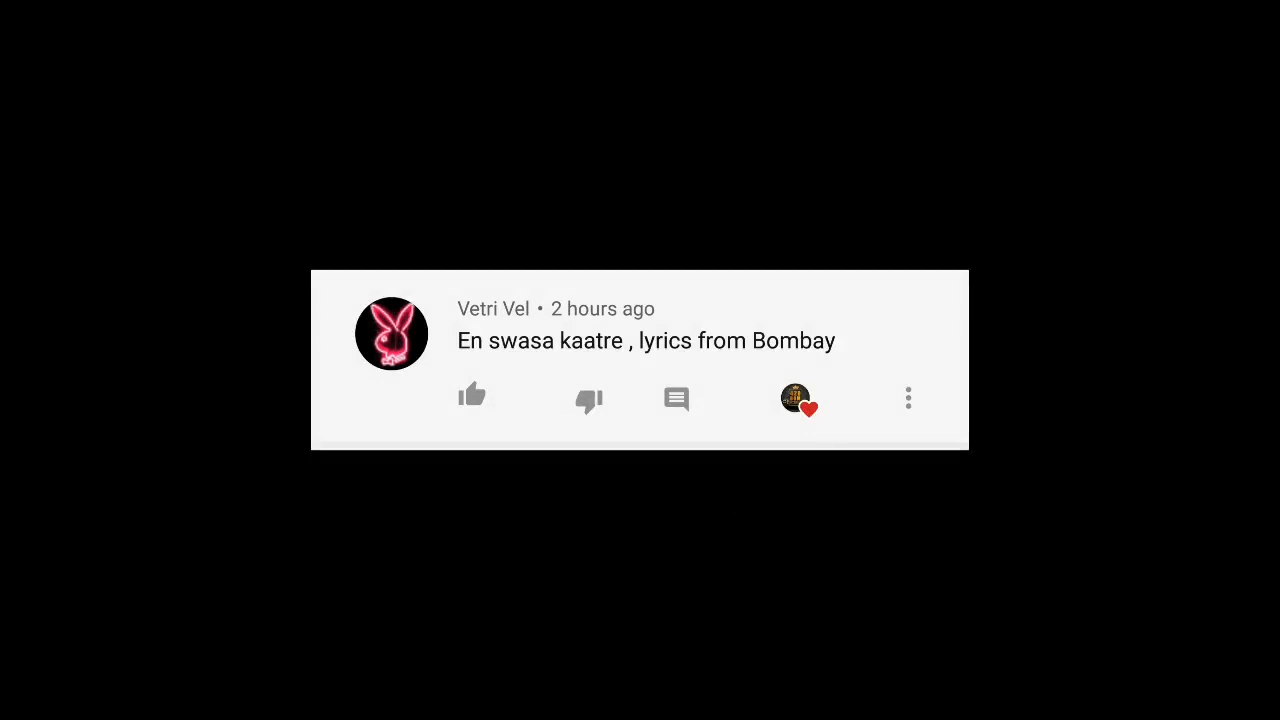 Vetri Vel • 2 hours ago
En swasa kaatre , lyrics from Bombay